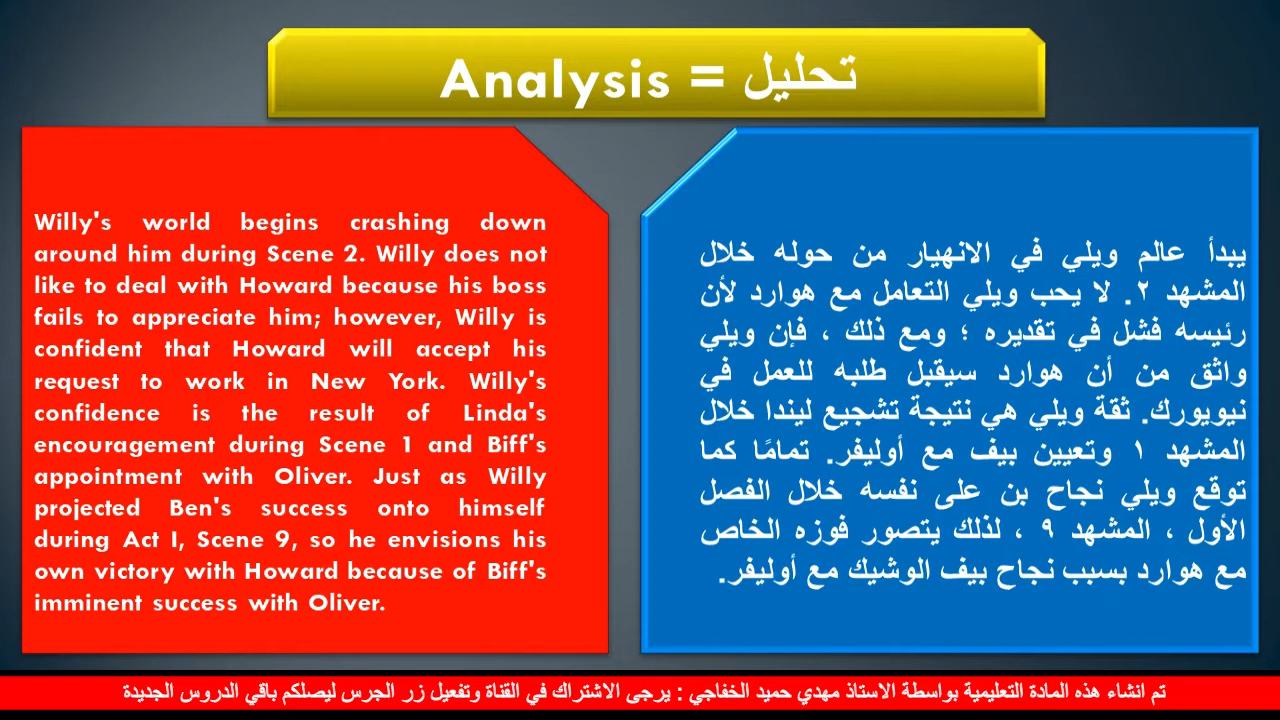 Analysis = تحليل
Willy's world begins crashing down
around him during Scene 2. Willy does not
like to deal with Howard because his boss
fails to appreciate him; however, Willy is
confident that Howard will accept his
request to work in New York. Willy's
confidence is the result of Linda's
encouragement during Scene 1 and Biff's
appointment with Oliver. Just as Willy
projected Ben's success onto himself
during Act I, Scene 9, so he envisions his
own victory with Howard because of Biff's
imminent success with Oliver.
يبدأ عالم ويلي في الانهيار من حوله خلال
المشهد ٢. لا يحب ويلي التعامل مع هوارد لأن
رئيسه فشل في تقديره ؛ ومع ذلك ، فإن ويلي
واثق من أن هوارد سيقبل طلبه للعمل في
نيويورك. ثقة ويلي هي نتيجة تشجيع ليندا خلال
المشهد ١ وتعيين بيف مع أوليفر. تمامًا كما
توقع ويلي نجاح بن على نفسه خلال الفصل
الأول ، المشهد ٩ ، لذلك يتصور فوزه الخاص
مع هوارد بسبب نجاح بيف الوشيك مع أوليفر.
تم انشاء هذه المادة التعليمية بواسطة الاستاذ مهدي حميد الخفاجي : يرجى الاشتراك في القناة وتفعيل زر الجرس ليصلكم باقي الدروس الجديدة